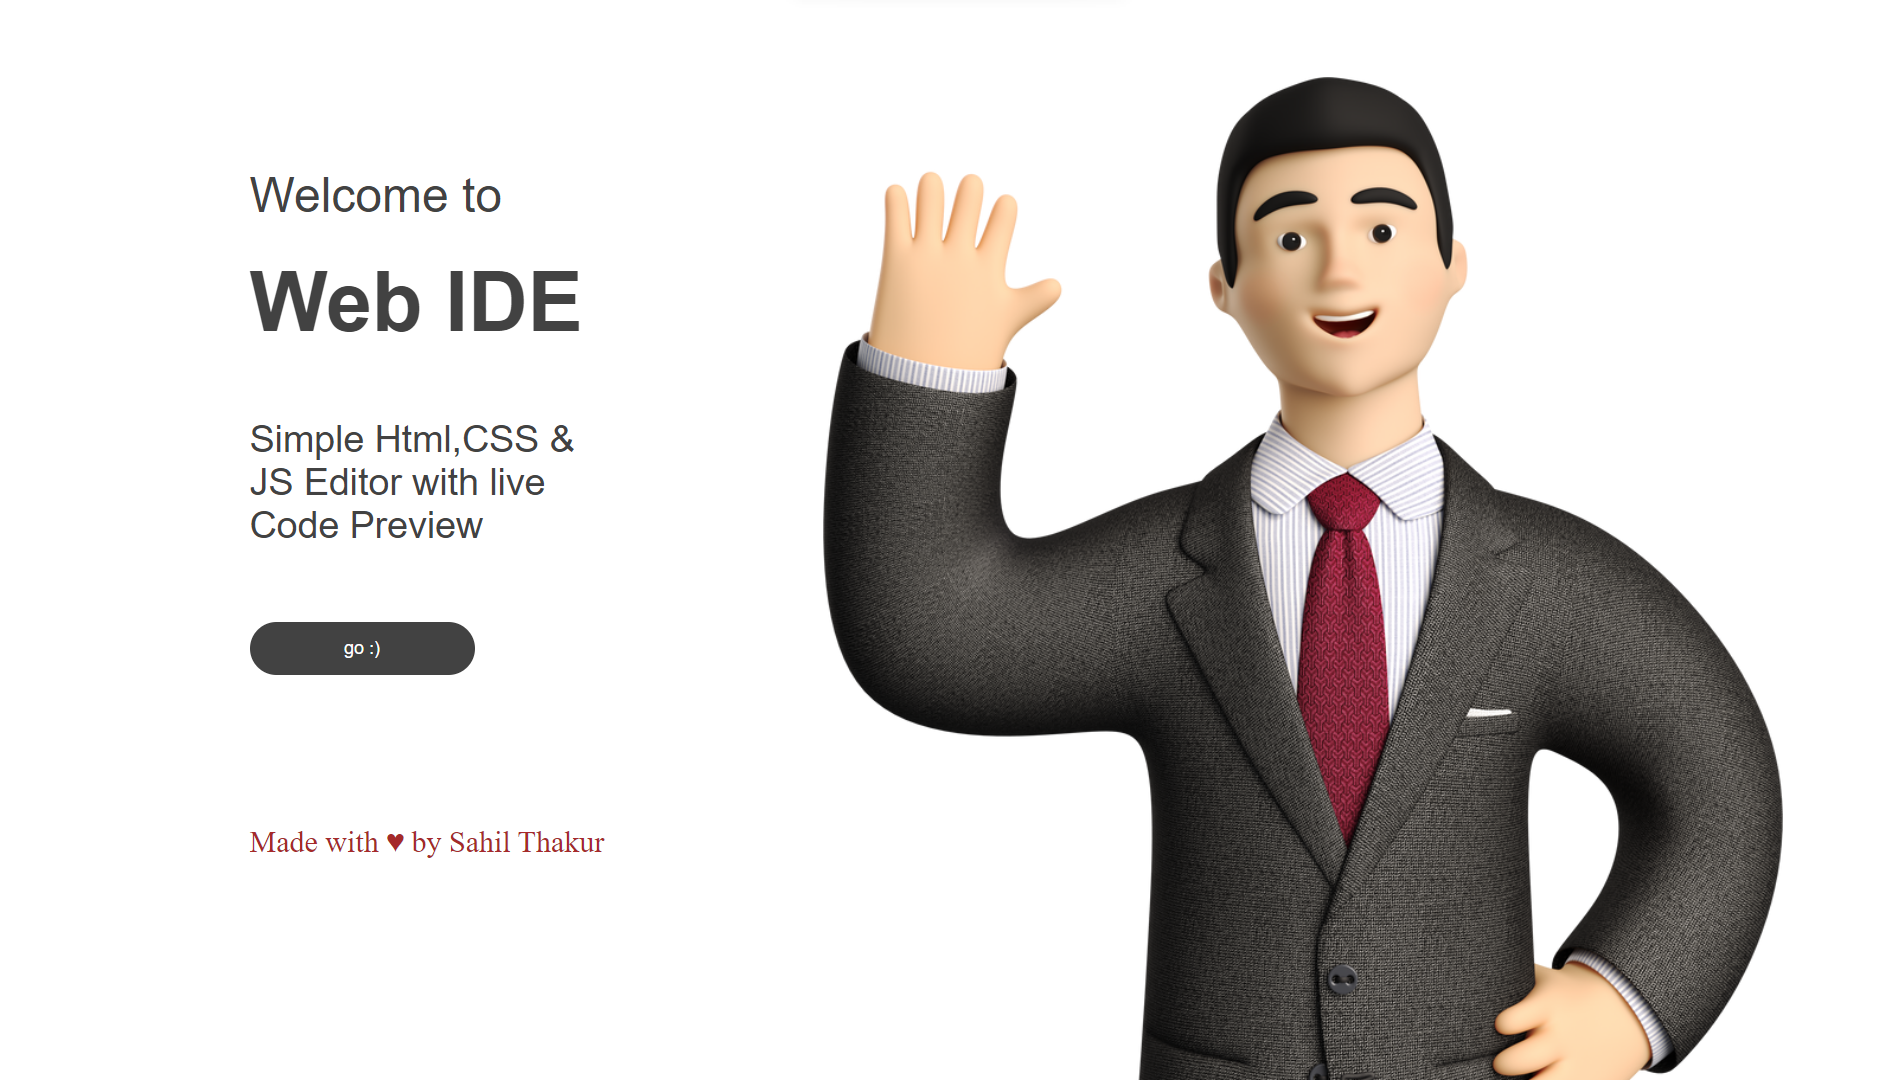 Welcome to
Web IDE
Simple Html,CSS &
JS Editor with live
Code Preview
go :)
Made with ♥ by Sahil Thakur